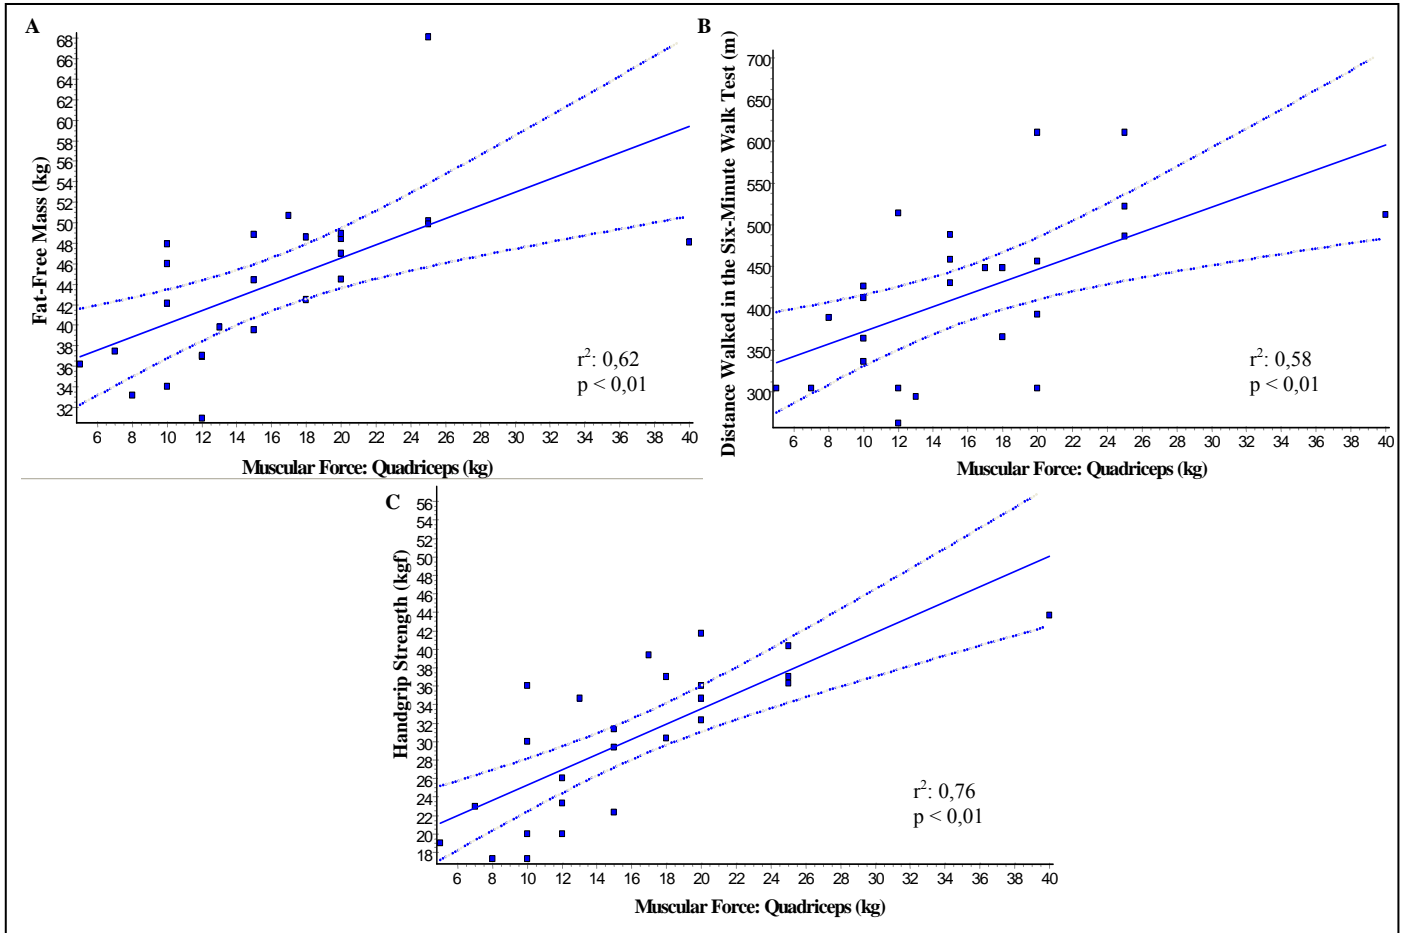 A
Fat-Free Mass (kg)
68
66
64
62
60
58
56
54
52
50
48
46
44
42
40
38
36
34
32
6 8 10 12 14 16 18 20 22 24 26 28 30 32 34 36 38 40
Muscular Force: Quadriceps (kg)
r²: 0,62
p < 0,01
B
Distance Walked in the Six-Minute Walk Test (m)
700
650
600
550
500
450
400
350
300
6 8 10 12 14 16 18 20 22 24 26 28 30 32 34 36 38 40
Muscular Force: Quadriceps (kg)
r²: 0,58
p < 0,01
C
Handgrip Strength (kgf)
56
54
52
50
48
46
44
42
40
38
36
34
32
30
28
26
24
22
20
18
6 8 10 12 14 16 18 20 22 24 26 28 30 32 34 36 38 40
Muscular Force: Quadriceps (kg)
r²: 0,76
p < 0,01